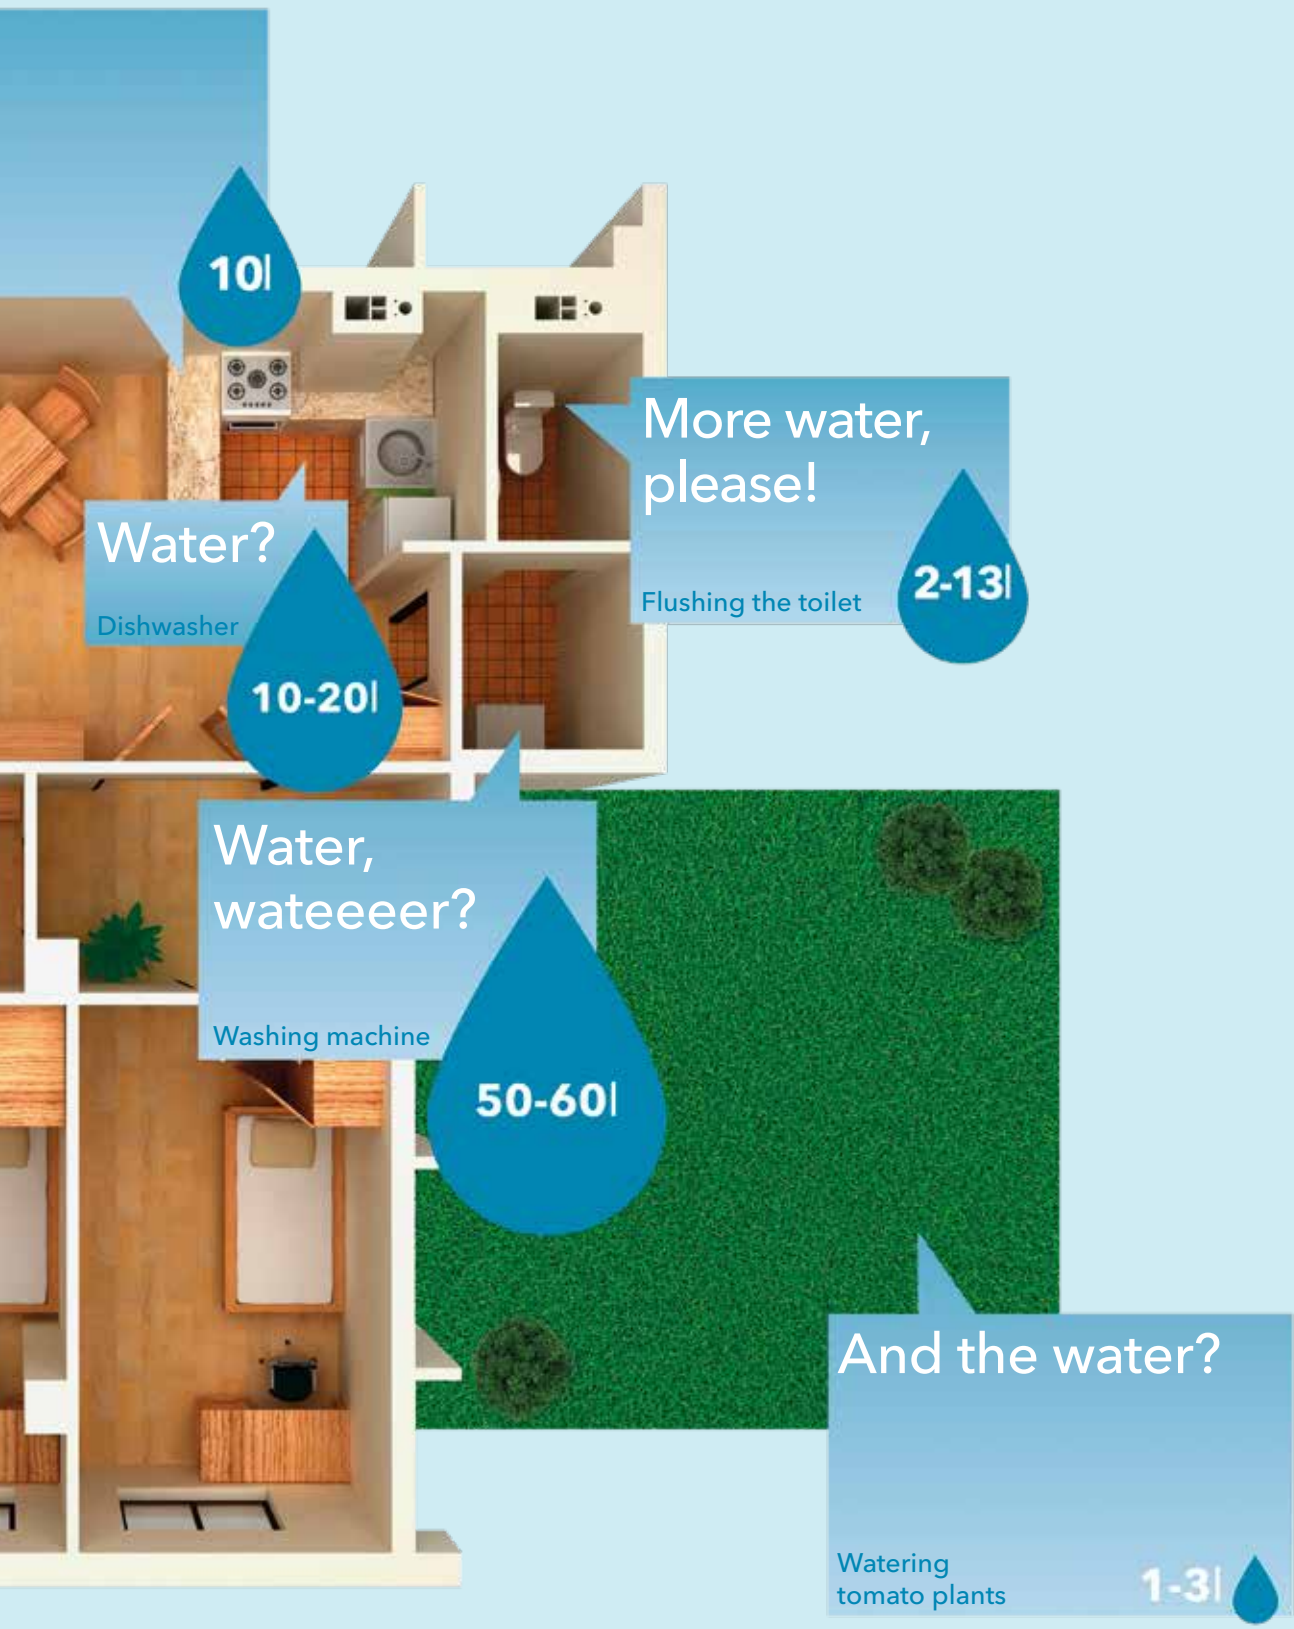 10l
More water,
please!
Flushing the toilet
2-13l
Water?
Dishwasher
10-20l
Water,
wateeeer?
Washing machine
50-60l
And the water?
Watering
tomato plants
1-3l